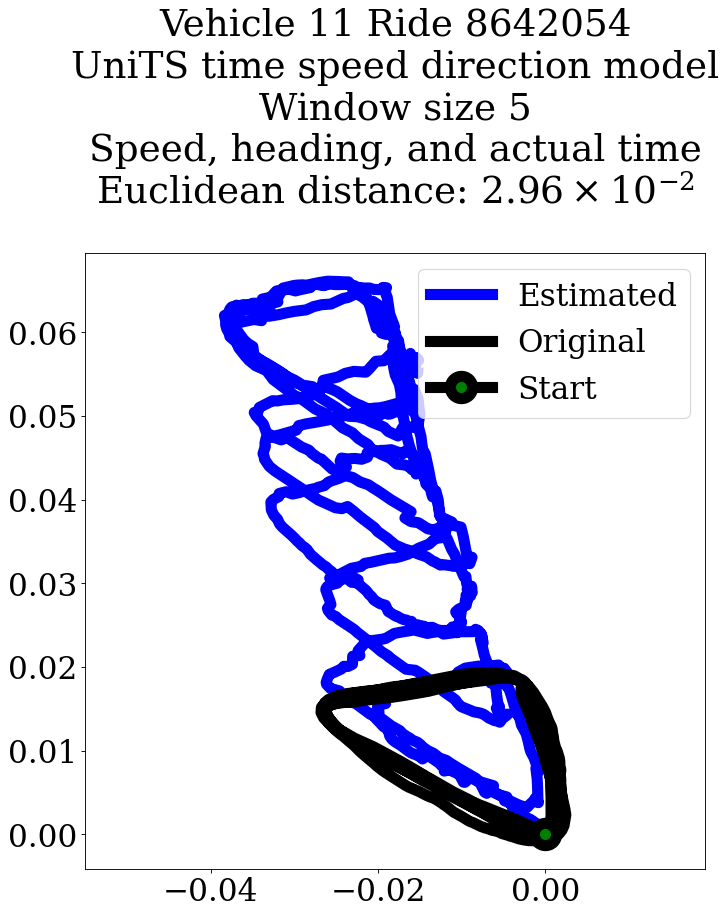 Vehicle 11 Ride 8642054
UniTS time speed direction model
Window size 5
Speed, heading, and actual time
Euclidean distance: 2.96 × 10⁻²
Estimated
Original
Start
0.06
0.05
0.04
0.03
0.02
0.01
0.00
−0.04 −0.02 0.00